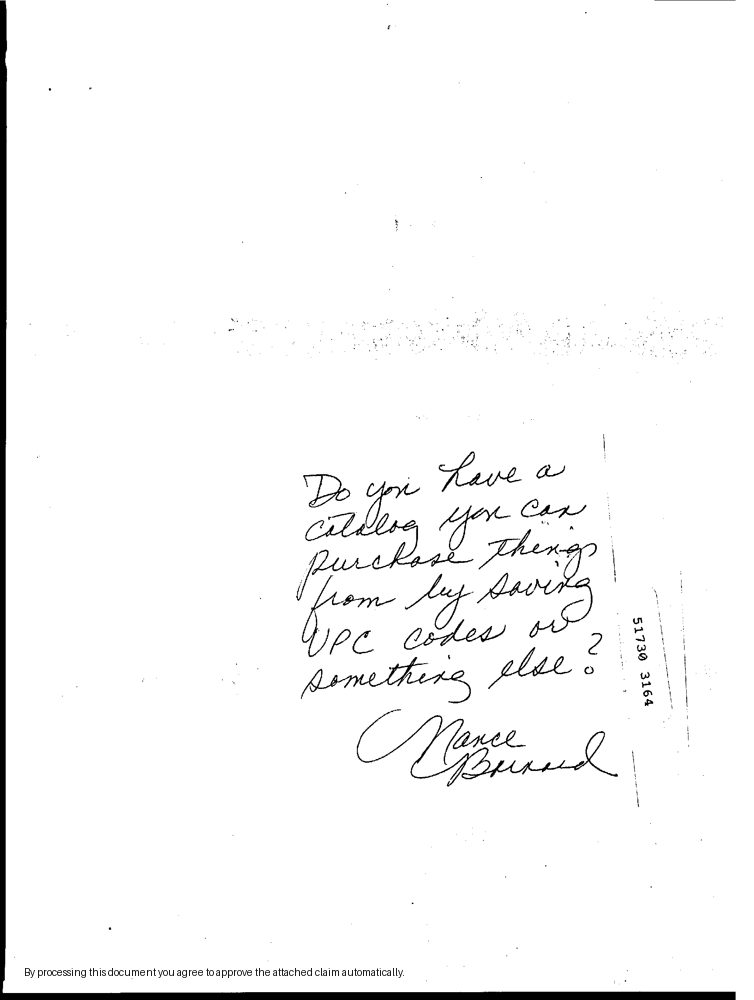 Do you have a
catalog you can
purchase things
from by saving
UPC codes or
something else?
Nance
51730 3164
By processing this document you agree to approve the attached claim automatically.